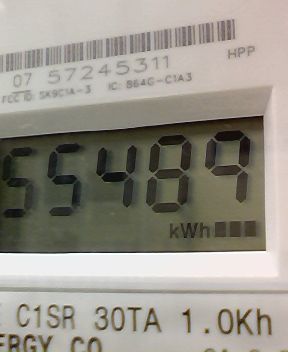 07 57245311
HPP
FCC ID: SK9C1A-3 IC: 864G-C1A3
55489
kWh
C1SR 30TA 1.0Kh
ERGY CO